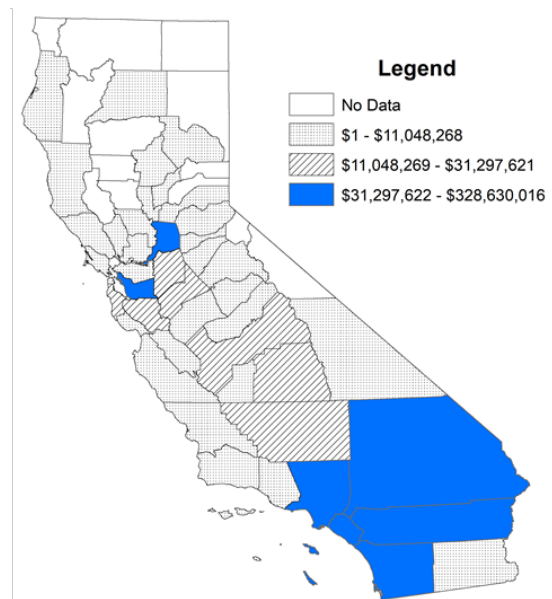 Legend
No Data
$1 - $11,048,268
$11,048,269 - $31,297,621
$31,297,622 - $328,630,016